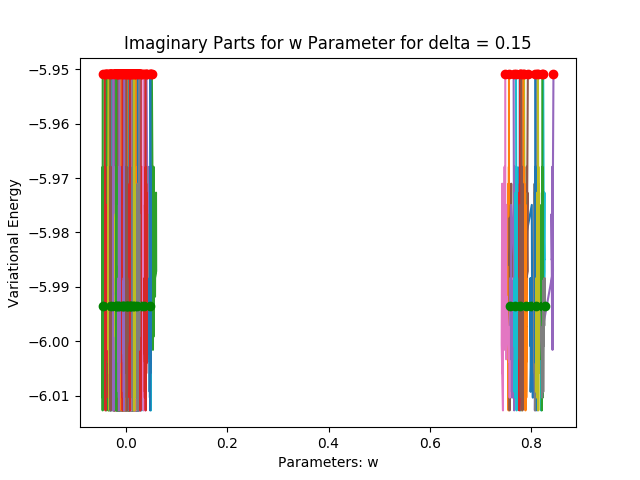 Imaginary Parts for w Parameter for delta = 0.15
Variational Energy
−5.95
−5.96
−5.97
−5.98
−5.99
−6.00
−6.01
0.0 0.2 0.4 0.6 0.8
Parameters: w